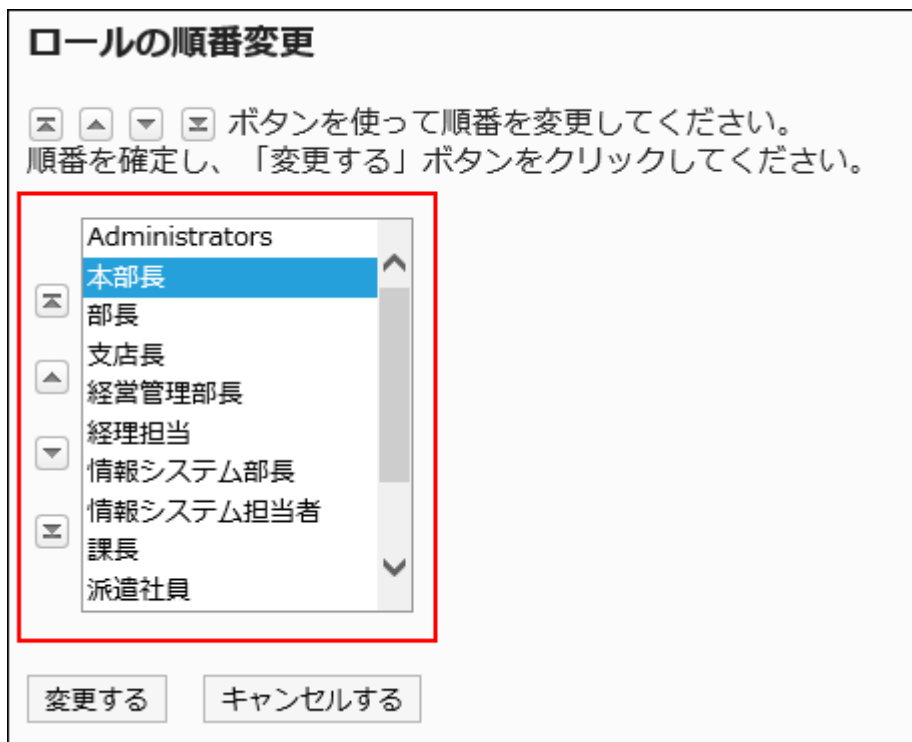 ロールの順番変更
ボタンを使って順番を変更してください。
順番を確定し、「変更する」ボタンをクリックしてください。
Administrators
本部長
部長
支店長
経営管理部長
経理担当
情報システム部長
情報システム担当者
課長
派遣社員
変更する
キャンセルする